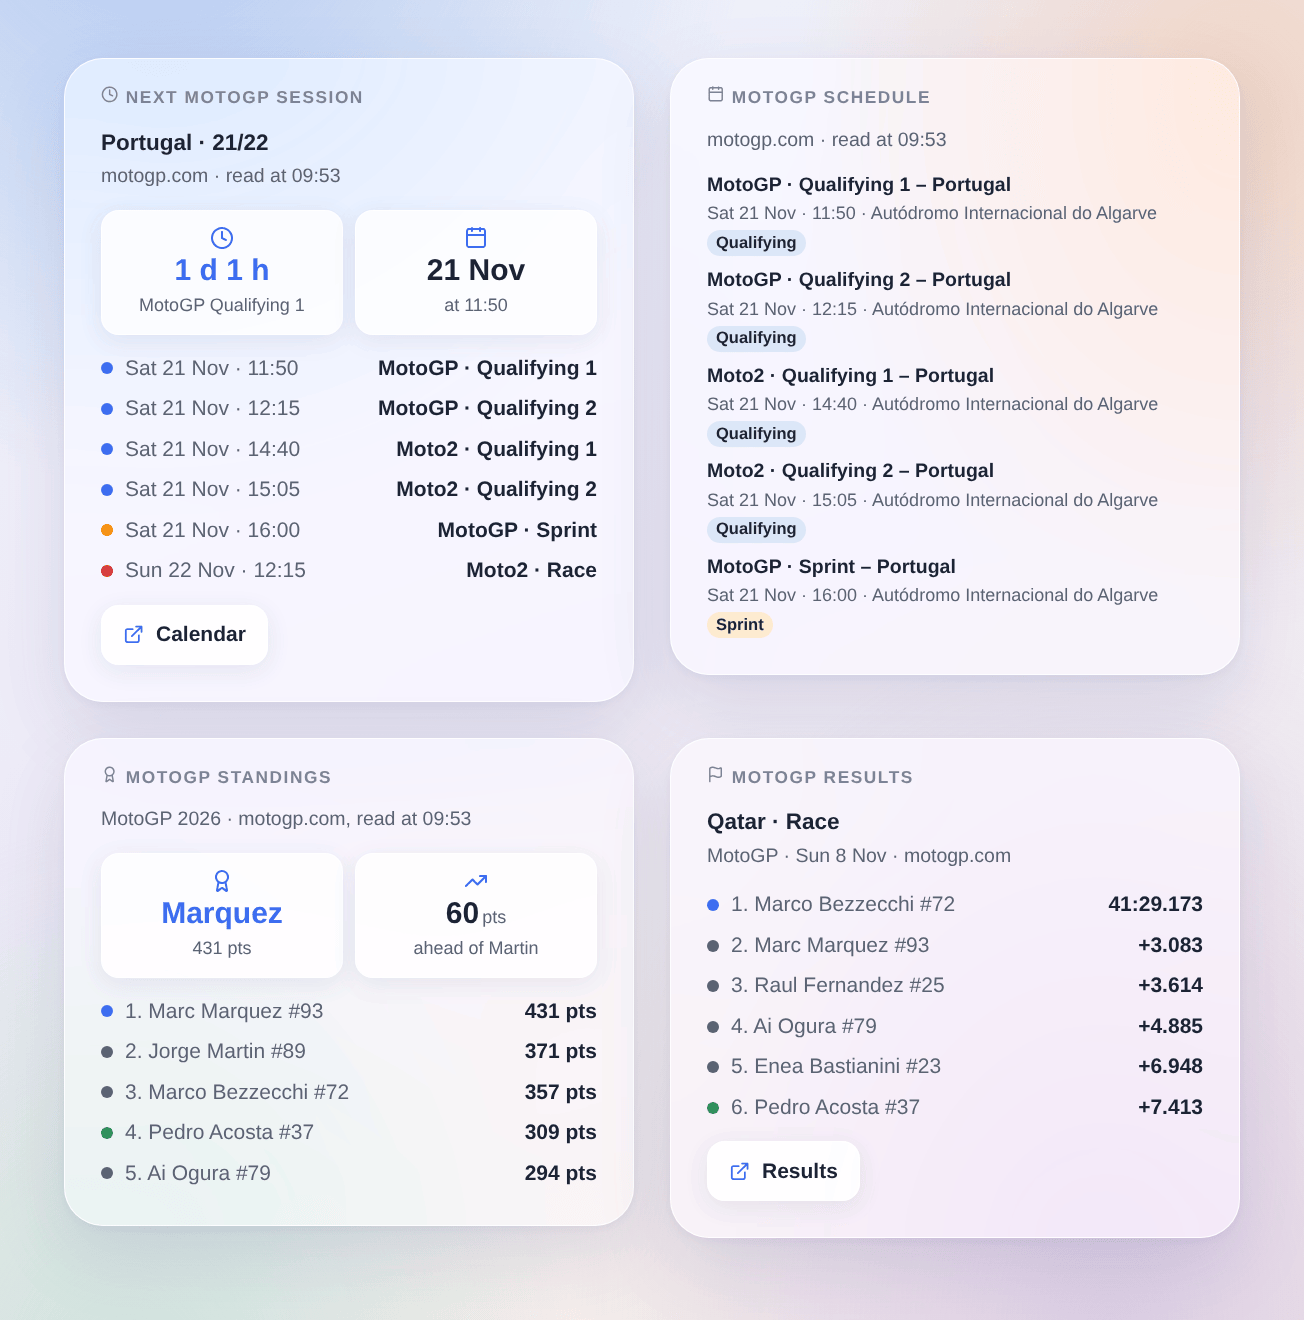 NEXT MOTOGP SESSION
Portugal · 21/22
motogp.com · read at 09:53
1 d 1 h
MotoGP Qualifying 1
21 Nov
at 11:50
Sat 21 Nov · 11:50 MotoGP · Qualifying 1
Sat 21 Nov · 12:15 MotoGP · Qualifying 2
Sat 21 Nov · 14:40 Moto2 · Qualifying 1
Sat 21 Nov · 15:05 Moto2 · Qualifying 2
Sat 21 Nov · 16:00 MotoGP · Sprint
Sun 22 Nov · 12:15 Moto2 · Race
Calendar
MOTOGP SCHEDULE
motogp.com · read at 09:53
MotoGP · Qualifying 1 – Portugal
Sat 21 Nov · 11:50 · Autódromo Internacional do Algarve
Qualifying
MotoGP · Qualifying 2 – Portugal
Sat 21 Nov · 12:15 · Autódromo Internacional do Algarve
Qualifying
Moto2 · Qualifying 1 – Portugal
Sat 21 Nov · 14:40 · Autódromo Internacional do Algarve
Qualifying
Moto2 · Qualifying 2 – Portugal
Sat 21 Nov · 15:05 · Autódromo Internacional do Algarve
Qualifying
MotoGP · Sprint – Portugal
Sat 21 Nov · 16:00 · Autódromo Internacional do Algarve
Sprint
MOTOGP STANDINGS
MotoGP 2026 · motogp.com, read at 09:53
Marquez
431 pts
60 pts
ahead of Martin
1. Marc Marquez #93 431 pts
2. Jorge Martin #89 371 pts
3. Marco Bezzecchi #72 357 pts
4. Pedro Acosta #37 309 pts
5. Ai Ogura #79 294 pts
MOTOGP RESULTS
Qatar · Race
MotoGP · Sun 8 Nov · motogp.com
1. Marco Bezzecchi #72 41:29.173
2. Marc Marquez #93 +3.083
3. Raul Fernandez #25 +3.614
4. Ai Ogura #79 +4.885
5. Enea Bastianini #23 +6.948
6. Pedro Acosta #37 +7.413
Results